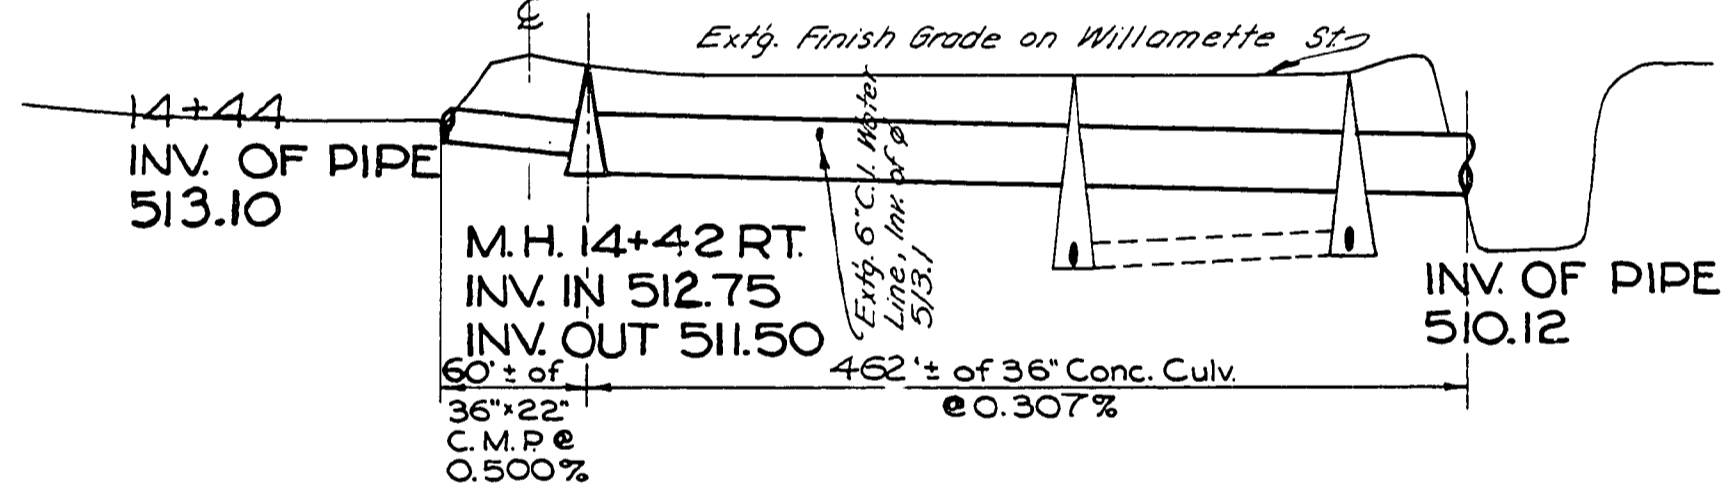 ℄
Extg. Finish Grade on Willamette St.
14+44
INV. OF PIPE
513.10
M.H. 14+42 RT.
INV. IN 512.75
INV. OUT 511.50
Extg. 6" C.I. Water
Line, Inv. of ø
513.1
INV. OF PIPE
510.12
60'± of
36"×22"
C.M.P. @
0.500%
462'± of 36" Conc. Culv.
@ 0.307%